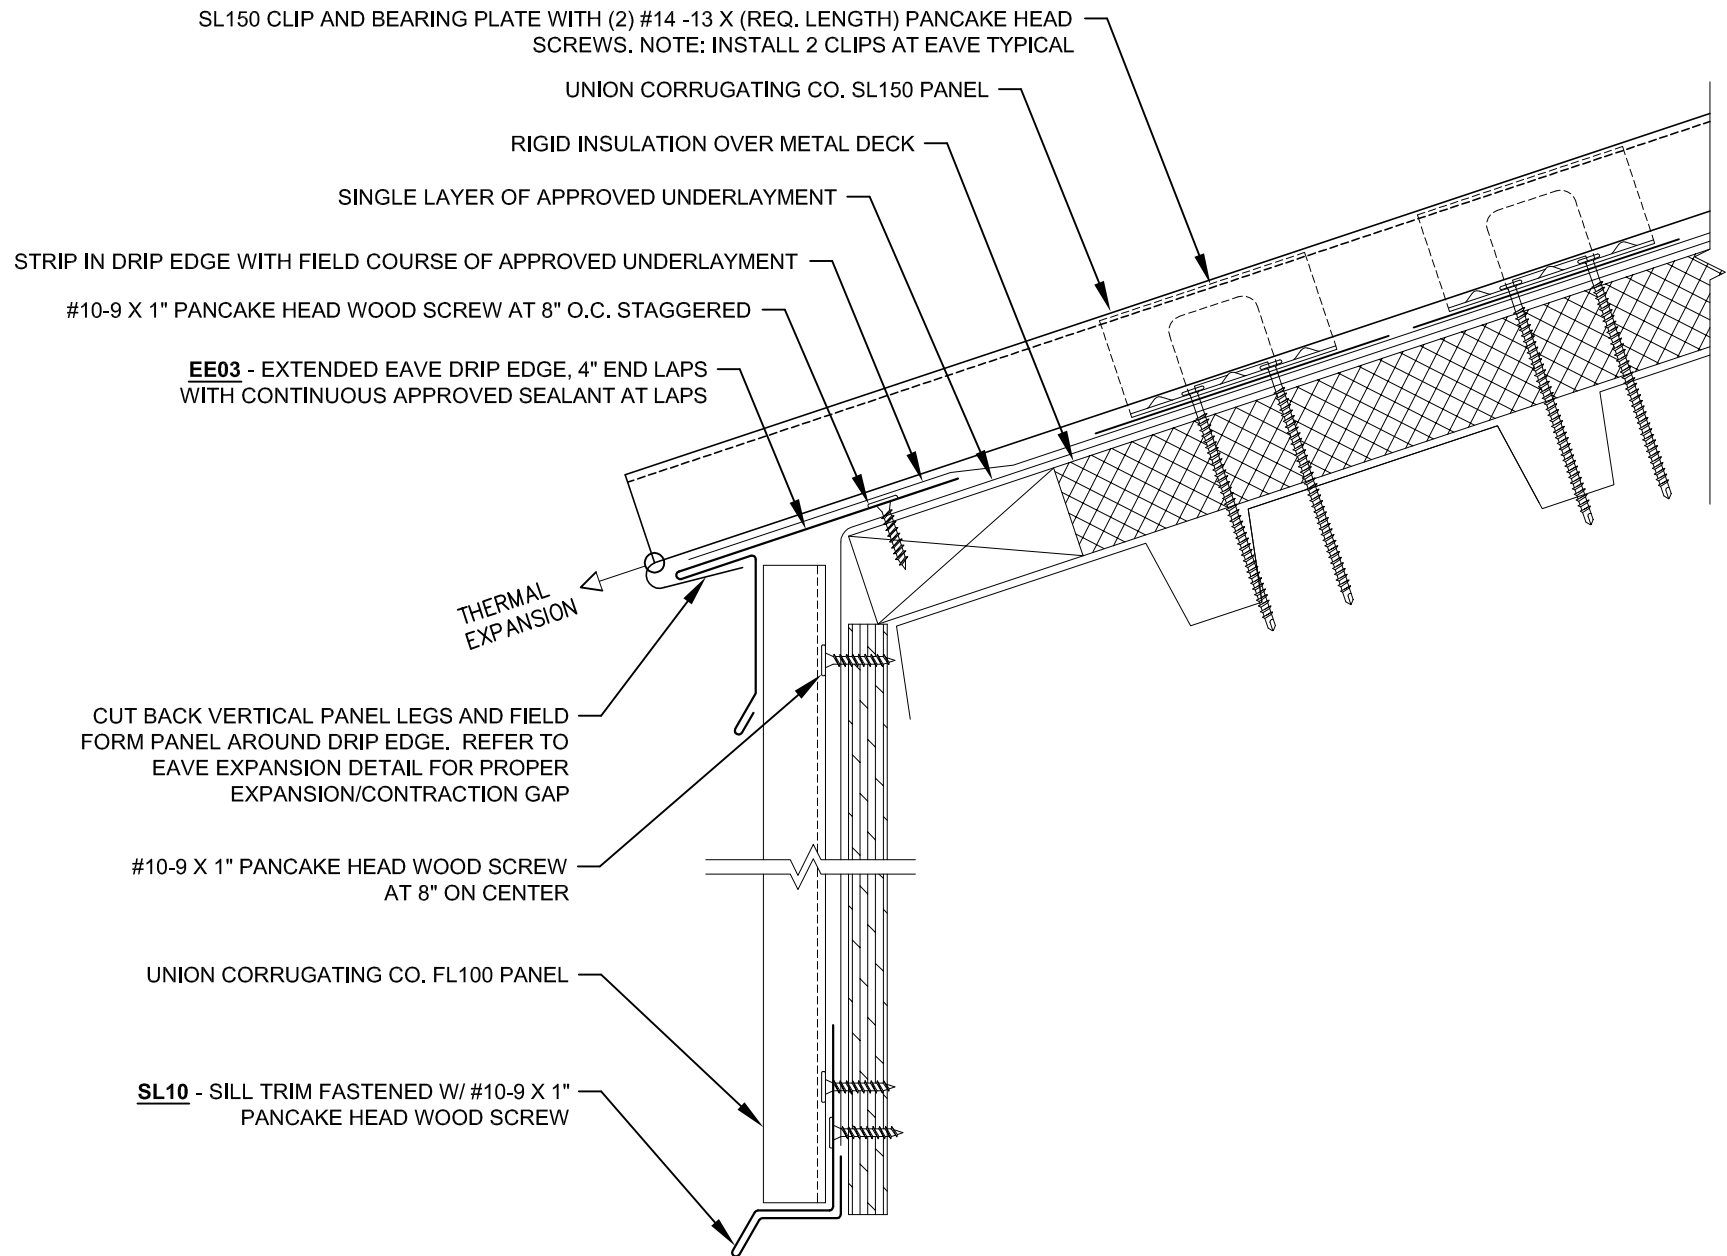 SL150 CLIP AND BEARING PLATE WITH (2) #14 -13 X (REQ. LENGTH) PANCAKE HEAD
SCREWS. NOTE: INSTALL 2 CLIPS AT EAVE TYPICAL
UNION CORRUGATING CO. SL150 PANEL
RIGID INSULATION OVER METAL DECK
SINGLE LAYER OF APPROVED UNDERLAYMENT
STRIP IN DRIP EDGE WITH FIELD COURSE OF APPROVED UNDERLAYMENT
#10-9 X 1" PANCAKE HEAD WOOD SCREW AT 8" O.C. STAGGERED
EE03 - EXTENDED EAVE DRIP EDGE, 4" END LAPS
WITH CONTINUOUS APPROVED SEALANT AT LAPS
THERMAL
EXPANSION
CUT BACK VERTICAL PANEL LEGS AND FIELD
FORM PANEL AROUND DRIP EDGE. REFER TO
EAVE EXPANSION DETAIL FOR PROPER
EXPANSION/CONTRACTION GAP
#10-9 X 1" PANCAKE HEAD WOOD SCREW
AT 8" ON CENTER
UNION CORRUGATING CO. FL100 PANEL
SL10 - SILL TRIM FASTENED W/ #10-9 X 1"
PANCAKE HEAD WOOD SCREW